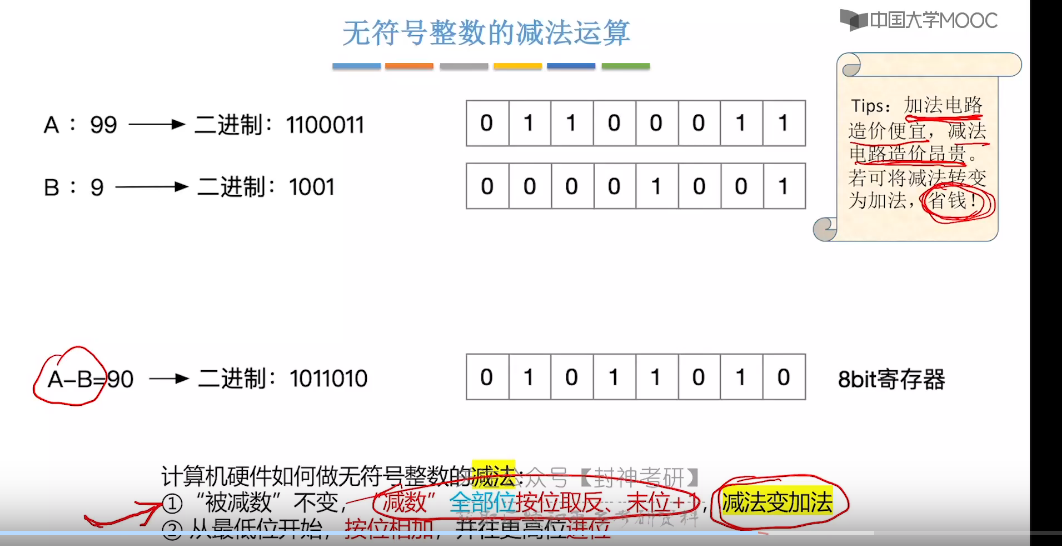 中国大学MOOC
无符号整数的减法运算
A：99 二进制：1100011 0 1 1 0 0 0 1 1
B：9 二进制：1001 0 0 0 0 1 0 0 1
Tips：加法电路
造价便宜，减法
电路造价昂贵。
若可将减法转变
为加法，省钱！
A-B=90 二进制：1011010 0 1 0 1 1 0 1 0 8bit寄存器
计算机硬件如何做无符号整数的减法：
众号【封神考研】
①“被减数”不变，“减数”全部位按位取反、末位+1，减法变加法
②从最低位开始，按位相加，并往更高位进位